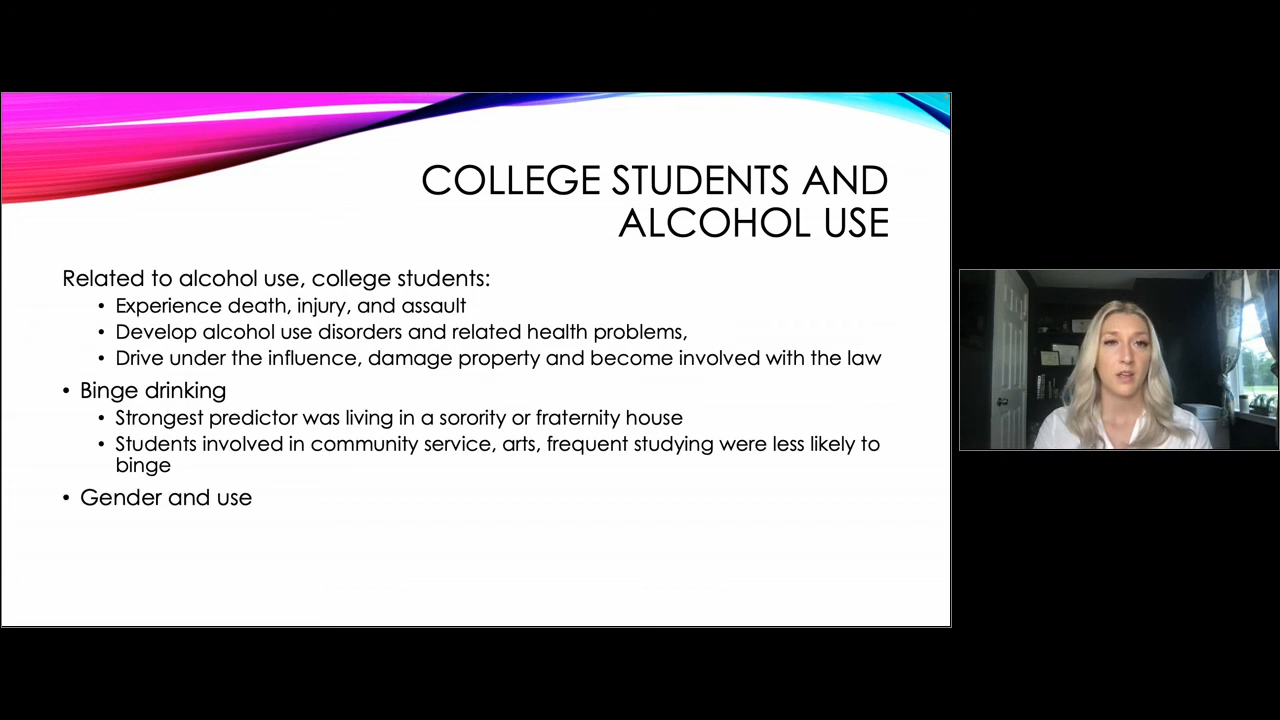 COLLEGE STUDENTS AND
ALCOHOL USE
Related to alcohol use, college students:
• Experience death, injury, and assault
• Develop alcohol use disorders and related health problems,
• Drive under the influence, damage property and become involved with the law
• Binge drinking
• Strongest predictor was living in a sorority or fraternity house
• Students involved in community service, arts, frequent studying were less likely to
binge
• Gender and use